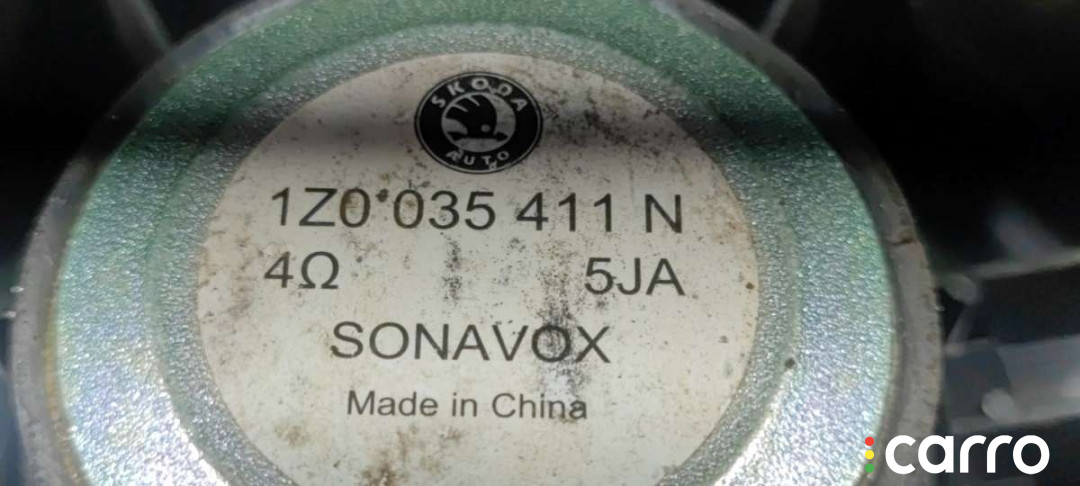 SKODA
AUTO
1Z0 035 411 N
4Ω 5JA
SONAVOX
Made in China
carro